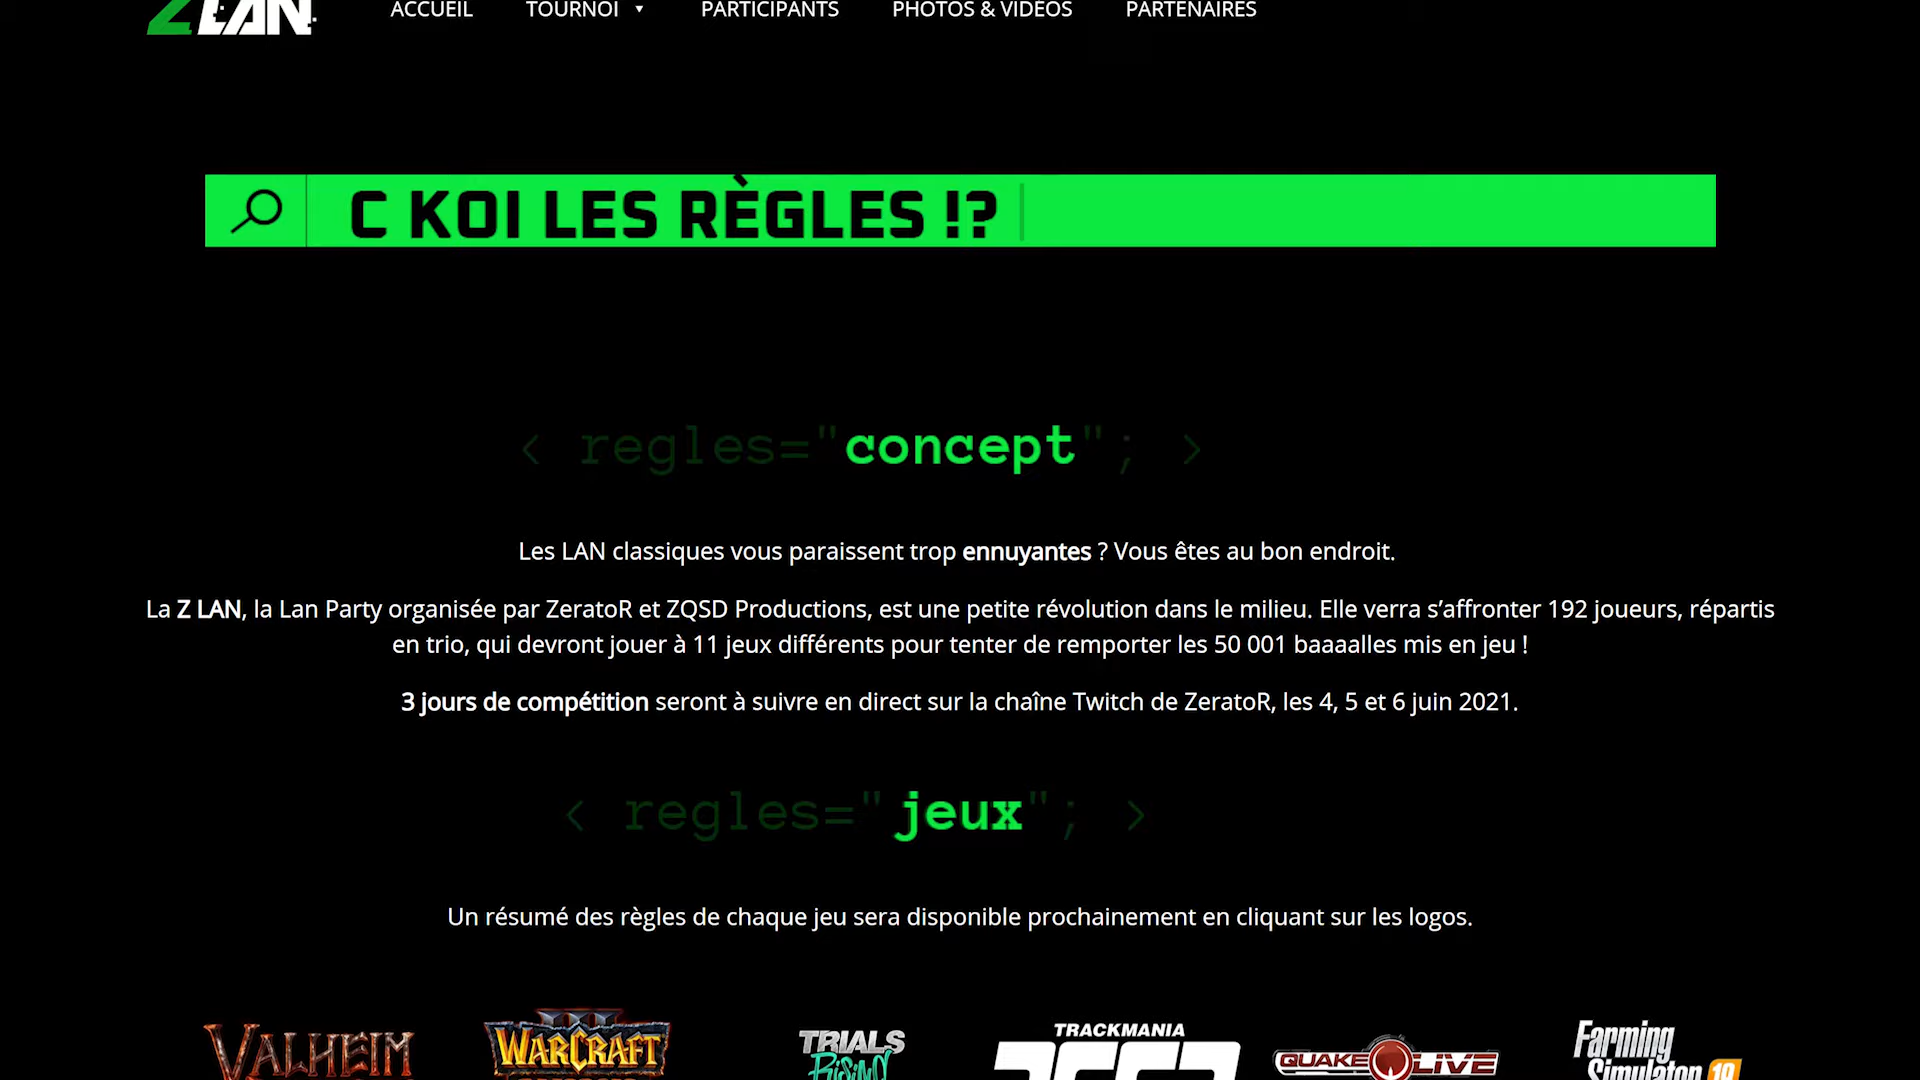 Z LAN
ACCUEIL TOURNOI ▼ PARTICIPANTS PHOTOS & VIDÉOS PARTENAIRES
C KOI LES RÈGLES !?
< regles="concept"; >
Les LAN classiques vous paraissent trop ennuyantes ? Vous êtes au bon endroit.
La Z LAN, la Lan Party organisée par ZeratoR et ZQSD Productions, est une petite révolution dans le milieu. Elle verra s’affronter 192 joueurs, répartis
en trio, qui devront jouer à 11 jeux différents pour tenter de remporter les 50 001 baaaalles mis en jeu !
3 jours de compétition seront à suivre en direct sur la chaîne Twitch de ZeratoR, les 4, 5 et 6 juin 2021.
< regles="jeux"; >
Un résumé des règles de chaque jeu sera disponible prochainement en cliquant sur les logos.
VALHEIM
WARCRAFT III
TRIALS
RISING
TRACKMANIA
QUAKE LIVE
Farming
Simulator 19